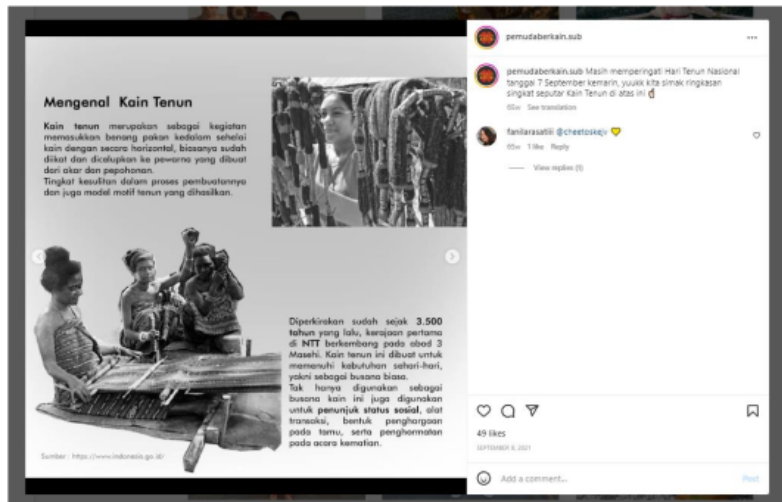 Mengenal Kain Tenun
Kain tenun merupakan sebagai kegiatan
memasukkan benang pakan kedalam sehelai
kain dengan secara horizontal, biasanya sudah
diikat dan dicelupkan ke pewarna yang dibuat
dari akar dan pepohonan.
Tingkat kesulitan dalam proses pembuatannya
dan juga model motif tenun yang dihasilkan.
Diperkirakan sudah sejak 3.500
tahun yang lalu, kerajaan pertama
di NTT berkembang pada abad 3
Masehi. Kain tenun ini dibuat untuk
memenuhi kebutuhan sehari-hari,
yakni sebagai busana biasa.
Tak hanya digunakan sebagai
busana kain ini juga digunakan
untuk penunjuk status sosial, alat
transaksi, bentuk penghargaan
pada tamu, serta penghormatan
pada acara kematian.
Sumber : https://www.indonesia.go.id/
pemudaberkain.sub
pemudaberkain.sub Masih memperingati Hari Tenun Nasional
tanggal 7 September kemarin, yuukk kita simak ringkasan
singkat seputar Kain Tenun di atas ini
65w See translation
fanilarasatiii @cheetoskejv
65w 1 like Reply
View replies (1)
49 likes
SEPTEMBER 8, 2021
Add a comment...
Post